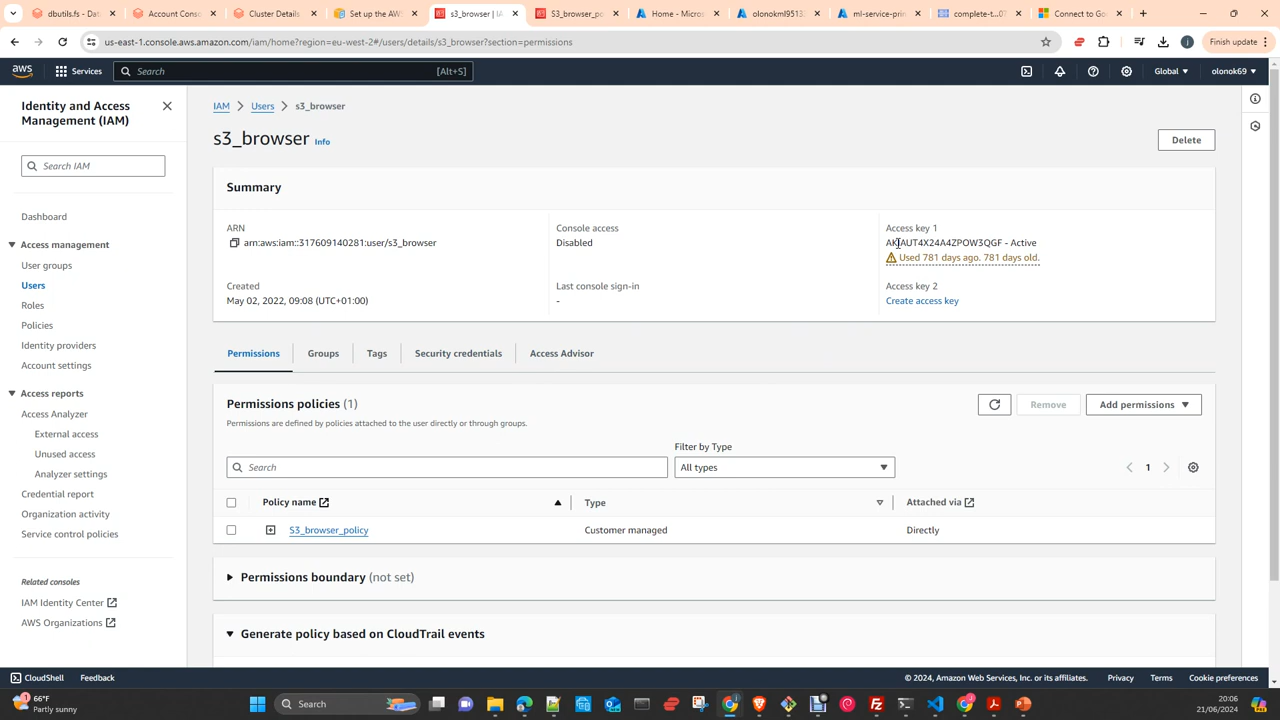 dbutils.fs - Dat
Account Cons
Cluster Details
Set up the AWS
s3_browser | IA
S3_browser_po
Home - Micros
olonokml9513
ml-service-prin
complete-t...07
Connect to Go
us-east-1.console.aws.amazon.com/iam/home?region=eu-west-2#/users/details/s3_browser?section=permissions
Finish update
aws
Services
Search
[Alt+S]
Global
olonok69
Identity and Access
Management (IAM)
Search IAM
Dashboard
Access management
User groups
Users
Roles
Policies
Identity providers
Account settings
Access reports
Access Analyzer
External access
Unused access
Analyzer settings
Credential report
Organization activity
Service control policies
Related consoles
IAM Identity Center
AWS Organizations
IAM > Users > s3_browser
s3_browser Info
Delete
Summary
ARN
arn:aws:iam::317609140281:user/s3_browser
Created
May 02, 2022, 09:08 (UTC+01:00)
Console access
Disabled
Last console sign-in
-
Access key 1
AKIAUT4X24A4ZPOW3QGF - Active
Used 781 days ago. 781 days old.
Access key 2
Create access key
Permissions
Groups
Tags
Security credentials
Access Advisor
Permissions policies (1)
Remove
Add permissions
Permissions are defined by policies attached to the user directly or through groups.
Filter by Type
Search
All types
1
Policy name
Type
Attached via
S3_browser_policy
Customer managed
Directly
Permissions boundary (not set)
Generate policy based on CloudTrail events
CloudShell
Feedback
© 2024, Amazon Web Services, Inc. or its affiliates.
Privacy
Terms
Cookie preferences
66°F
Partly sunny
Search
20:06
21/06/2024